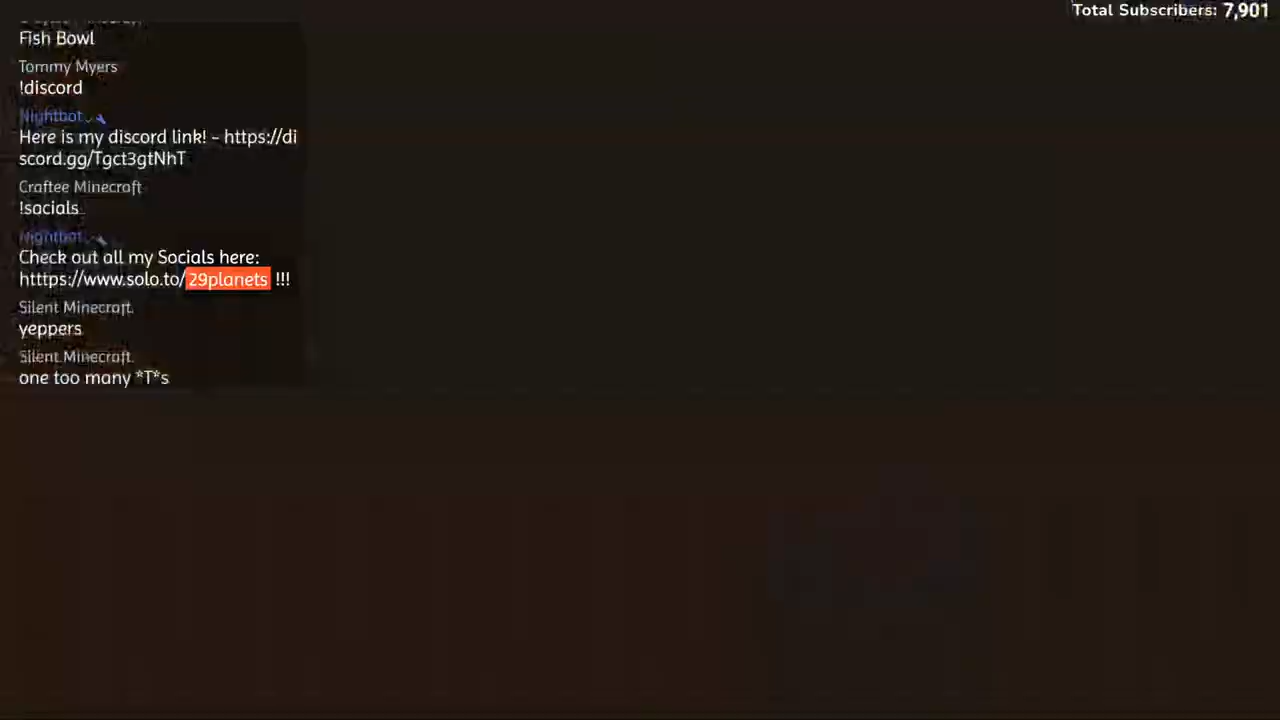 Total Subscribers: 7,901
Fish Bowl
Tommy Myers
!discord
Nightbot
Here is my discord link! - https://di
scord.gg/Tgct3gtNhT
Craftee Minecraft
!socials
Nightbot
Check out all my Socials here:
htttps://www.solo.to/29planets !!!
Silent Minecraft
yeppers
Silent Minecraft
one too many *T*s